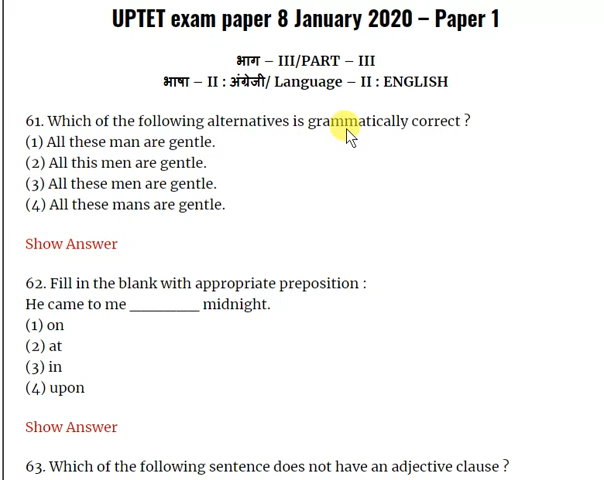 UPTET exam paper 8 January 2020 – Paper 1
भाग – III/PART – III
भाषा – II : अंग्रेजी/ Language – II : ENGLISH
61. Which of the following alternatives is grammatically correct ?
(1) All these man are gentle.
(2) All this men are gentle.
(3) All these men are gentle.
(4) All these mans are gentle.
Show Answer
62. Fill in the blank with appropriate preposition :
He came to me ________ midnight.
(1) on
(2) at
(3) in
(4) upon
Show Answer
63. Which of the following sentence does not have an adjective clause ?